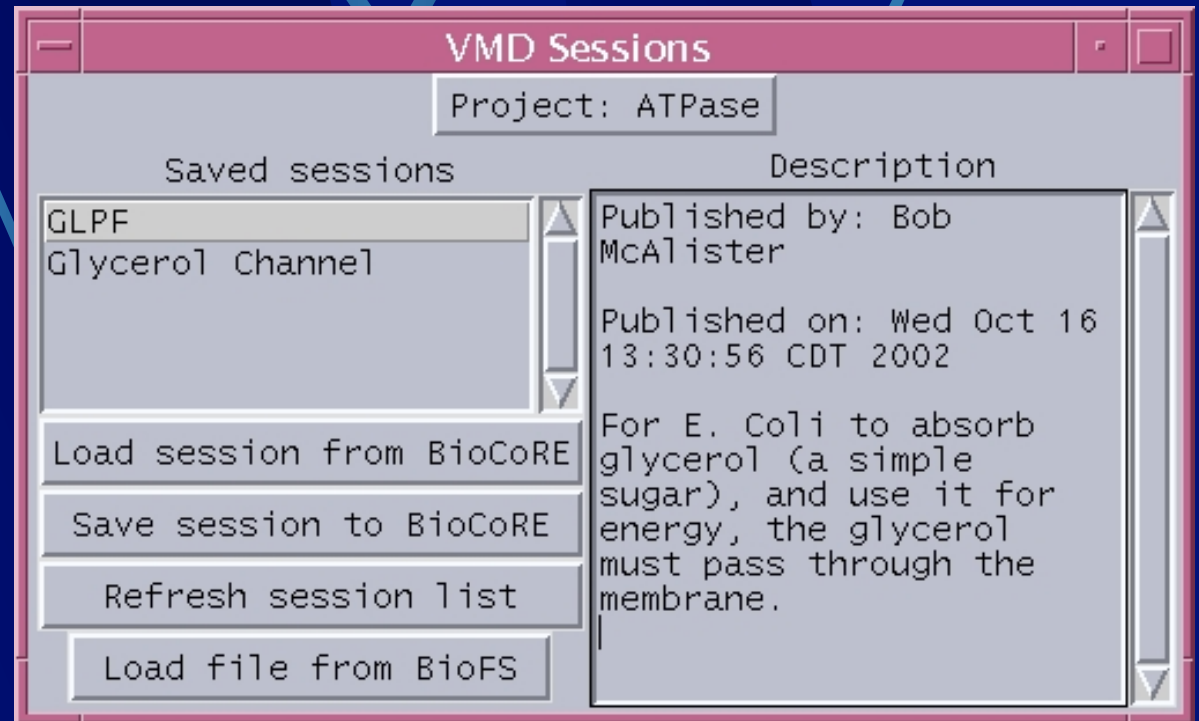 VMD Sessions
Project: ATPase
Saved sessions
GLPF
Glycerol Channel
Load session from BioCoRE
Save session to BioCoRE
Refresh session list
Load file from BioFS
Description
Published by: Bob
McAlister
Published on: Wed Oct 16
13:30:56 CDT 2002
For E. Coli to absorb
glycerol (a simple
sugar), and use it for
energy, the glycerol
must pass through the
membrane.